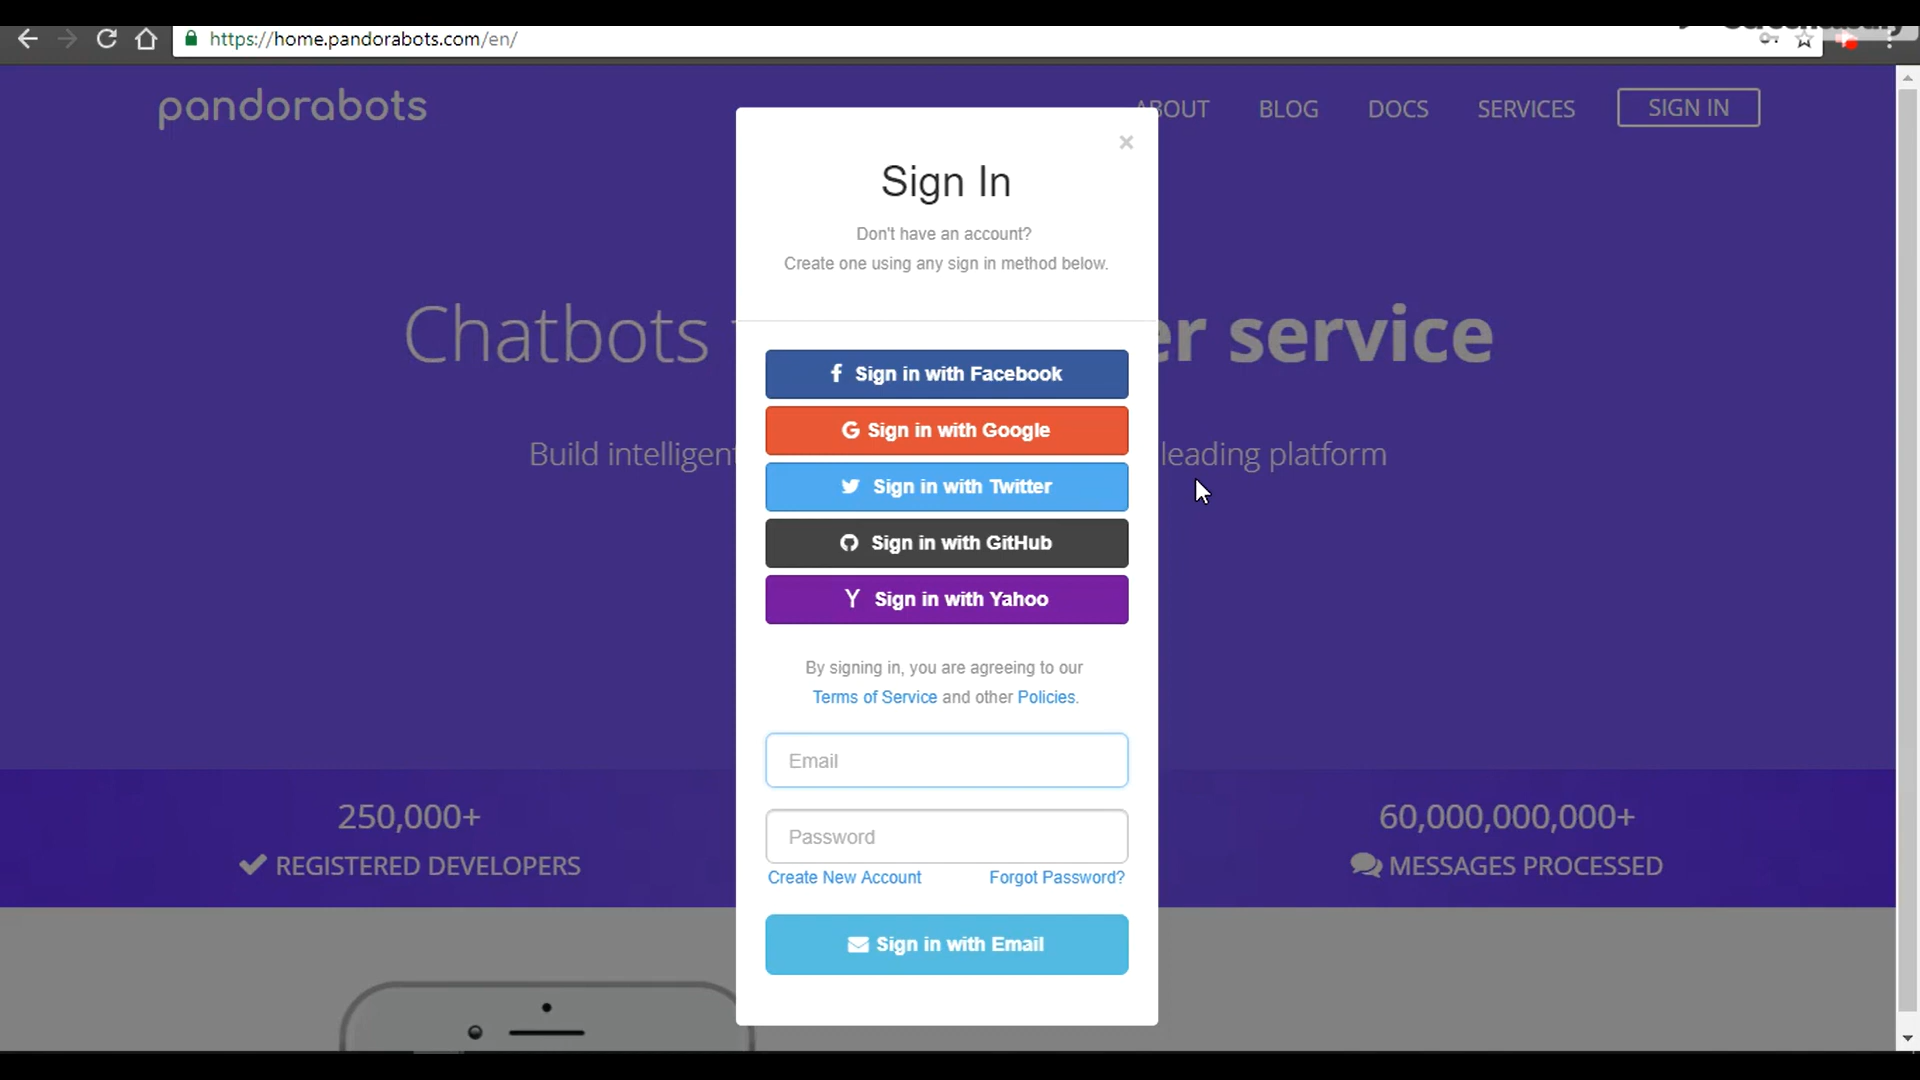 https://home.pandorabots.com/en/
pandorabots
ABOUT
BLOG
DOCS
SERVICES
SIGN IN
×
Sign In
Don't have an account?
Create one using any sign in method below.
Chatbots
service
Build intelligent
leading platform
Sign in with Facebook
Sign in with Google
Sign in with Twitter
Sign in with GitHub
Sign in with Yahoo
By signing in, you are agreeing to our
Terms of Service and other Policies.
Email
Password
Create New Account
Forgot Password?
Sign in with Email
250,000+
REGISTERED DEVELOPERS
60,000,000,000+
MESSAGES PROCESSED